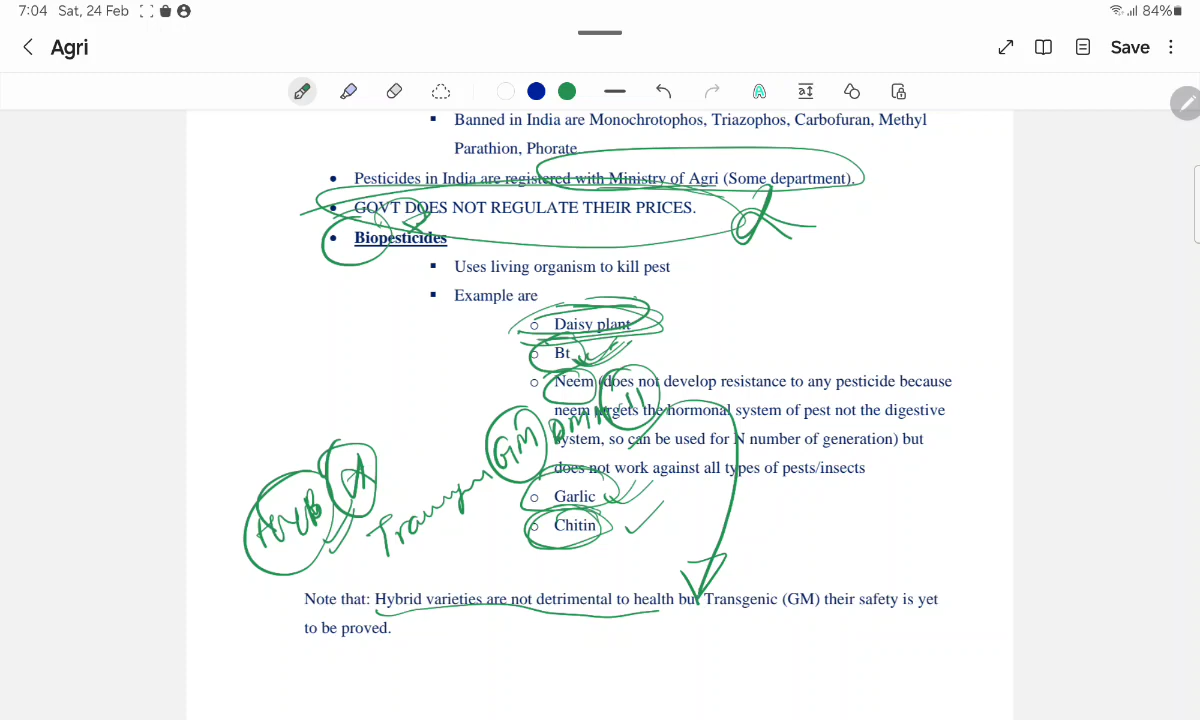 7:04 Sat, 24 Feb
84%
Agri
Save
Banned in India are Monochrotophos, Triazophos, Carbofuran, Methyl
Parathion, Phorate
Pesticides in India are registered with Ministry of Agri (Some department).
GOVT DOES NOT REGULATE THEIR PRICES.
Biopesticides
Uses living organism to kill pest
Example are
Daisy plant
Bt
Neem (does not develop resistance to any pesticide because
neem targets the hormonal system of pest not the digestive
system, so can be used for N number of generation) but
does not work against all types of pests/insects
GM DMH 11
Garlic
Chitin
Note that: Hybrid varieties are not detrimental to health but Transgenic (GM) their safety is yet
to be proved.